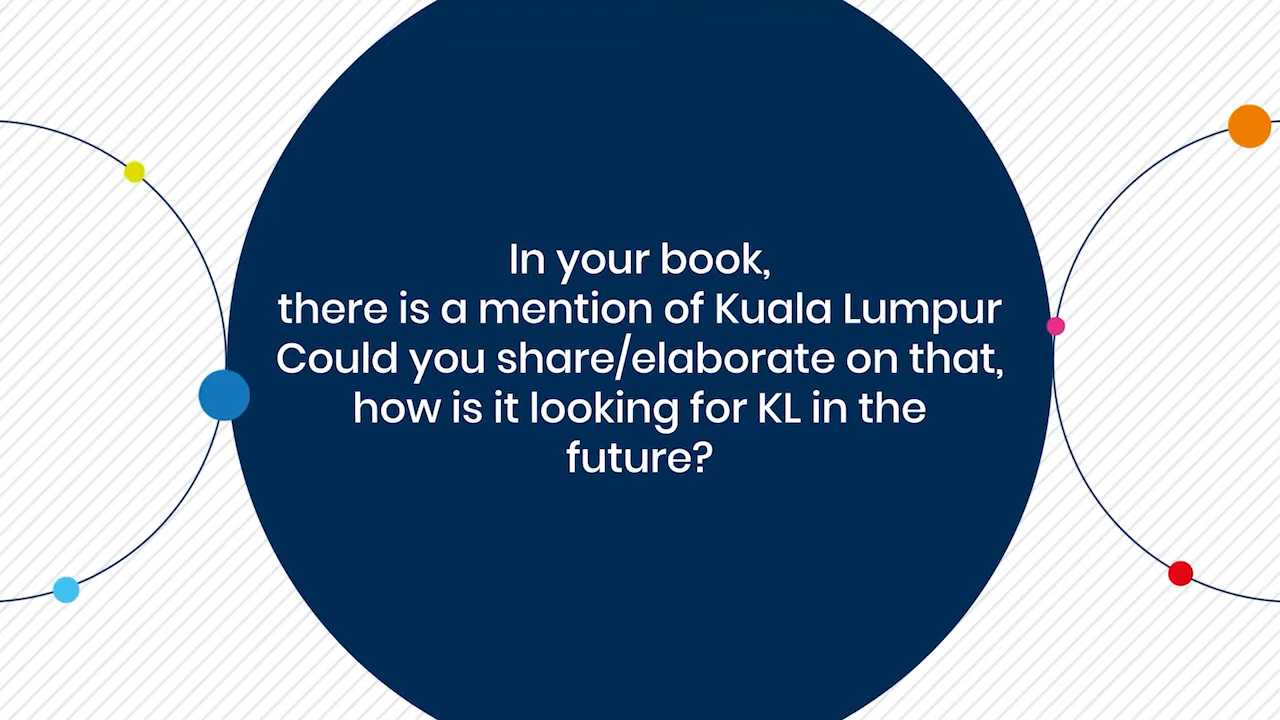 In your book,
there is a mention of Kuala Lumpur
Could you share/elaborate on that,
how is it looking for KL in the
future?